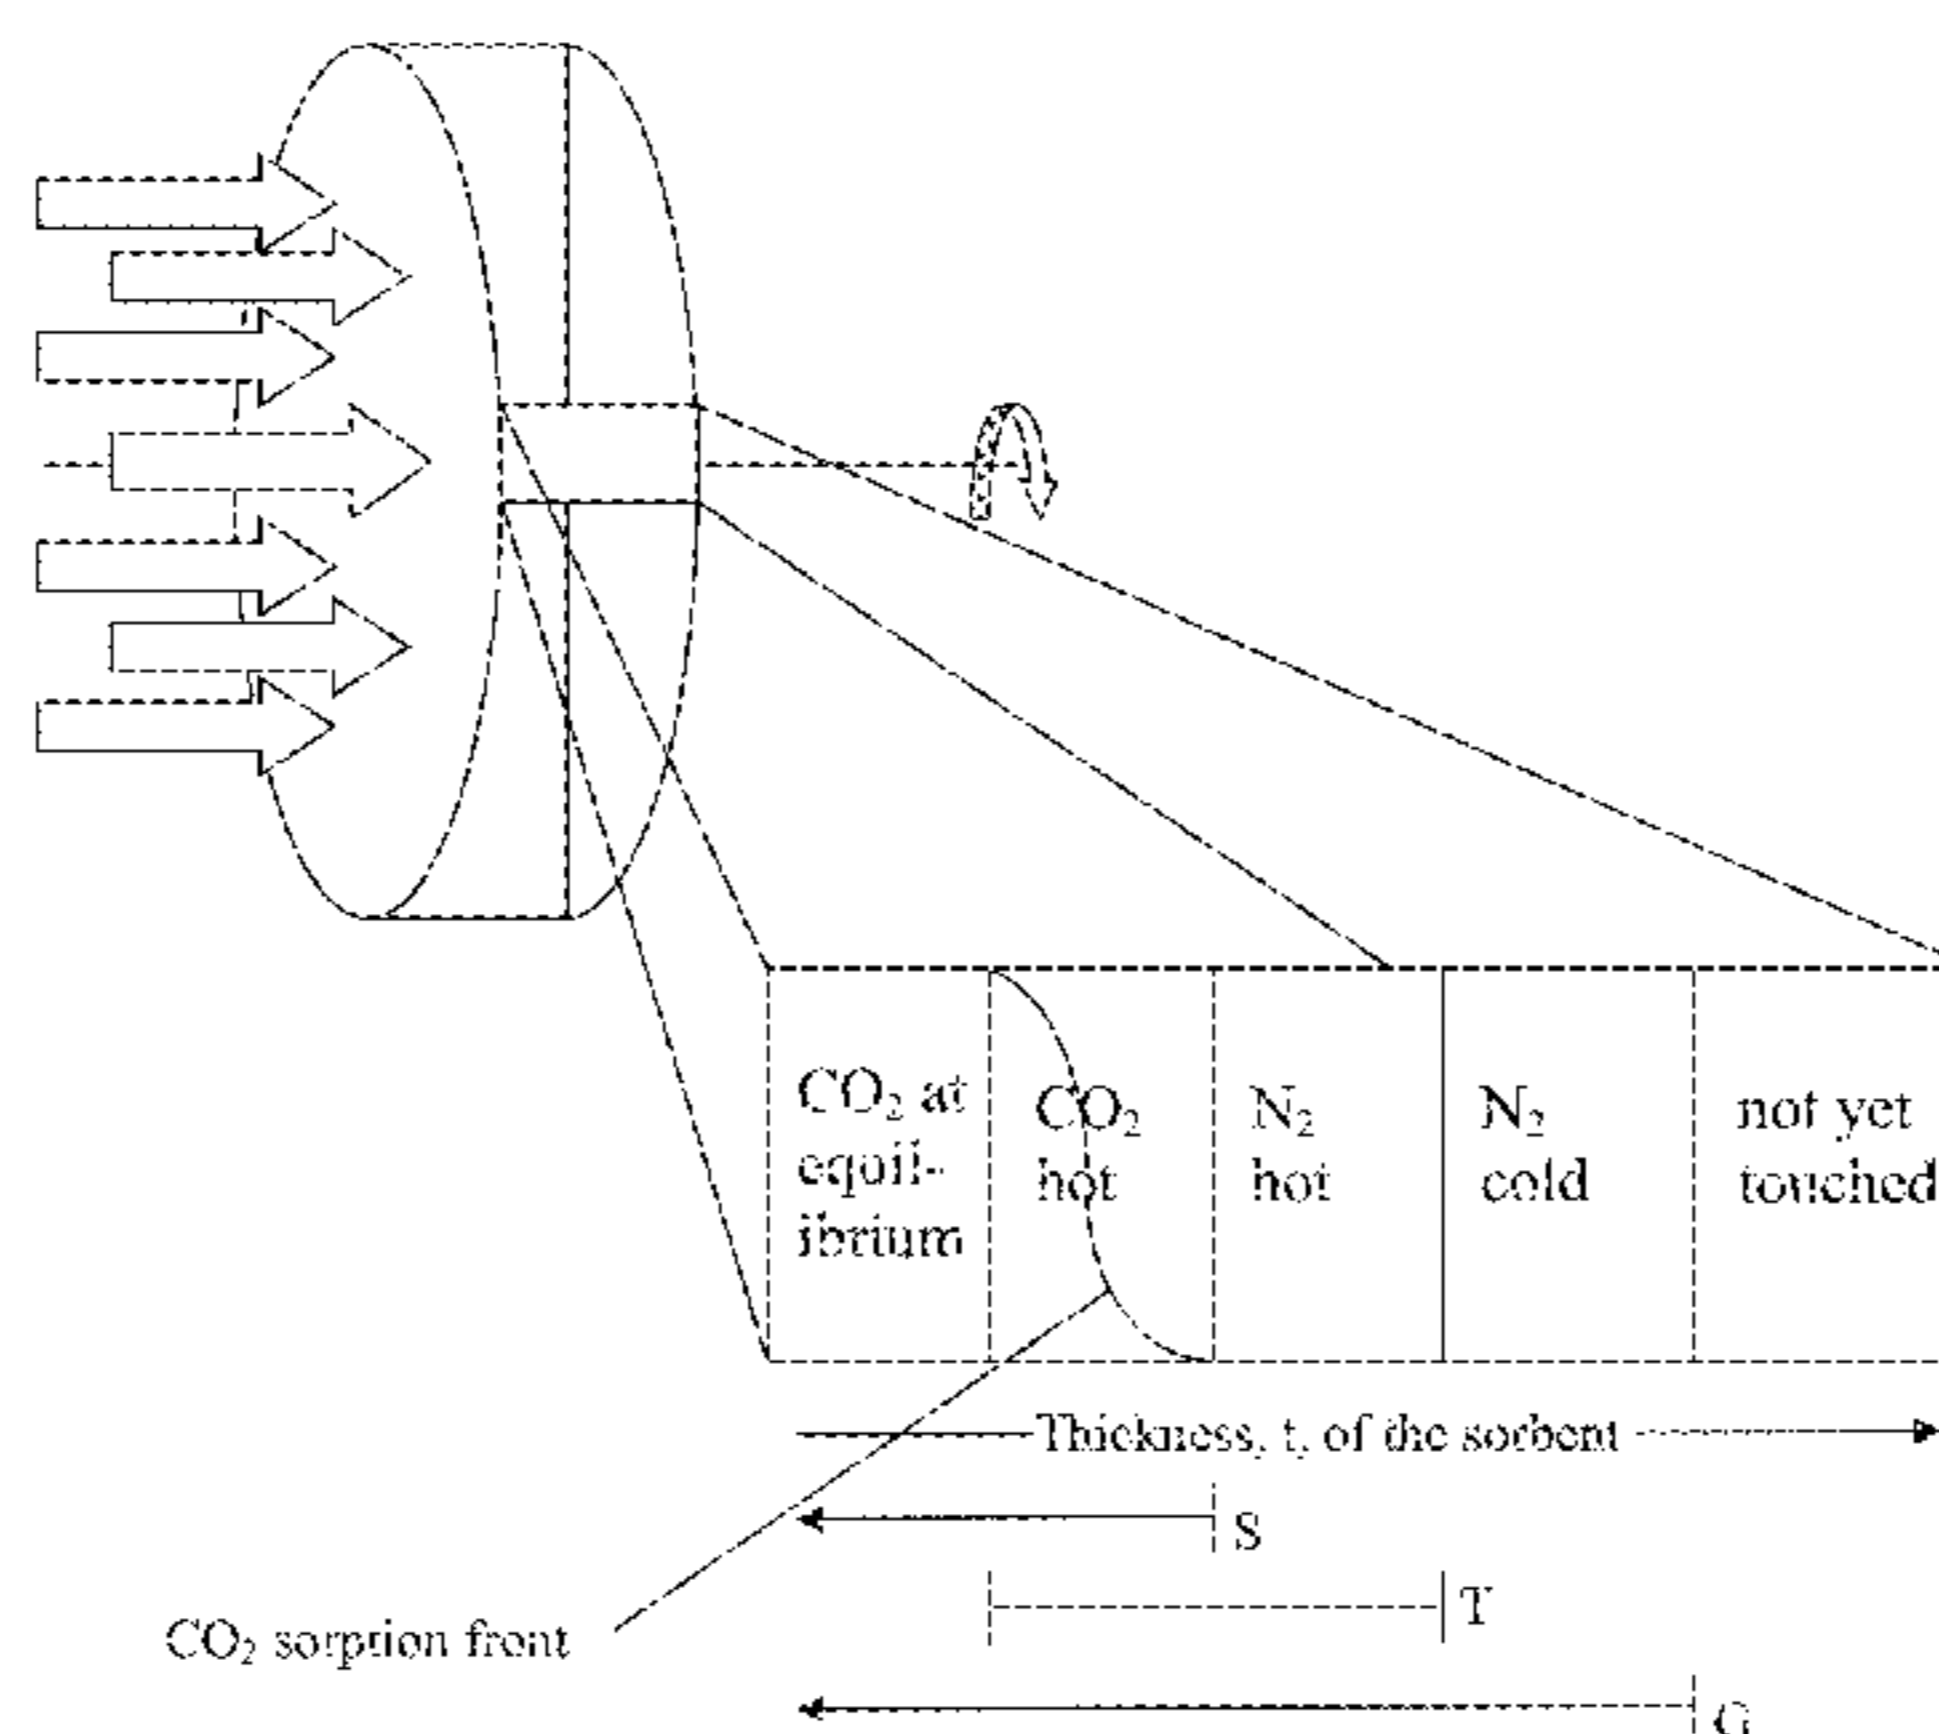 CO₂ at
equil-
ibrium
CO₂
hot
N₂
hot
N₂
cold
not yet
touched
Thickness, t, of the sorbent
S
T
CO₂ sorption front
G